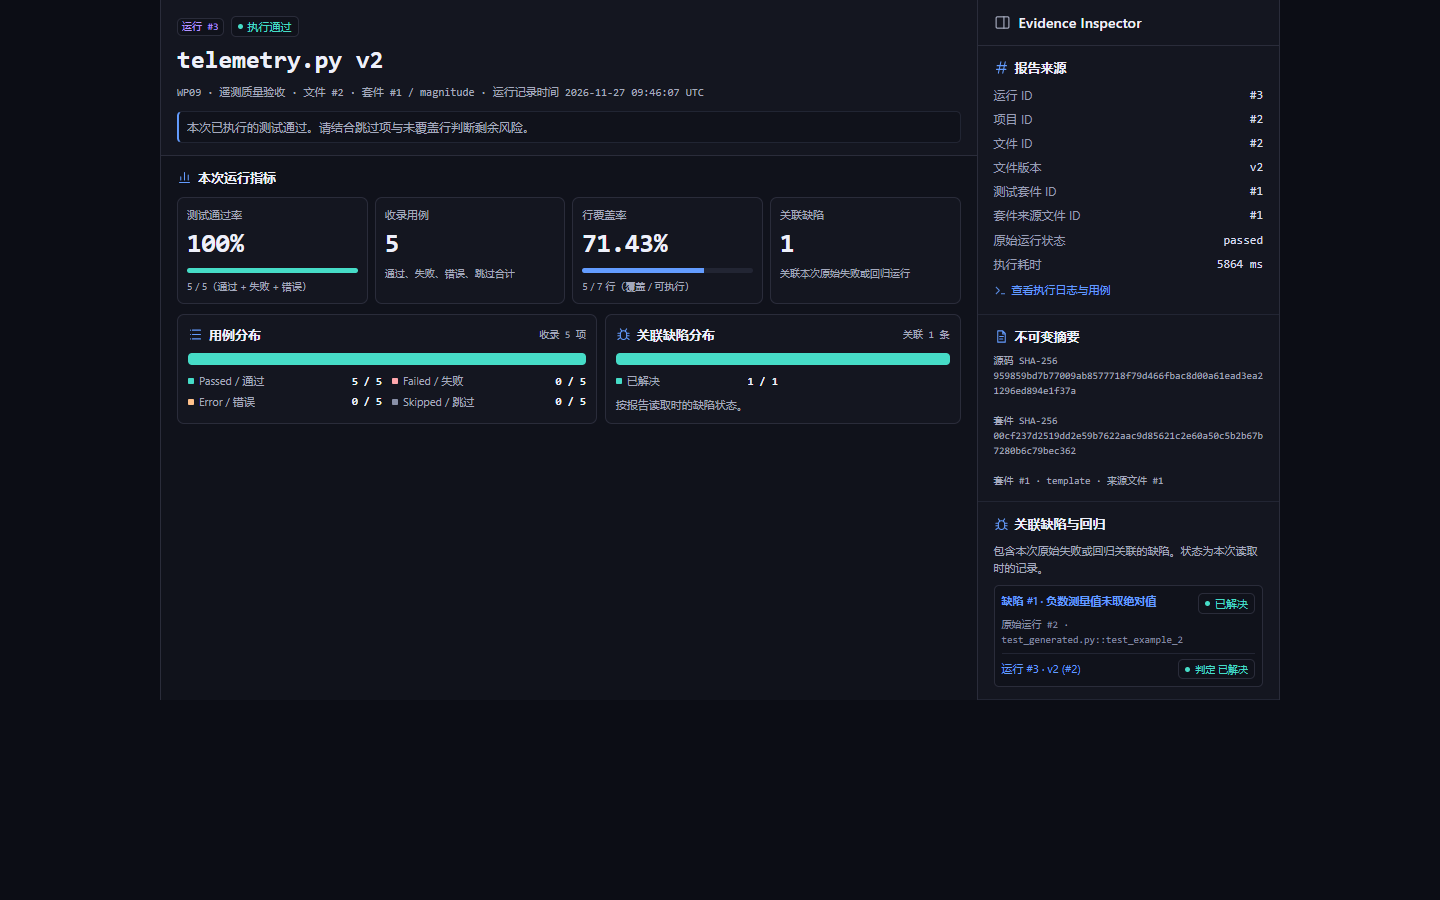 运行 #3
执行通过
telemetry.py v2
WP09 · 遥测质量验收 · 文件 #2 · 套件 #1 / magnitude · 运行记录时间 2026-11-27 09:46:07 UTC
本次已执行的测试通过。请结合跳过项与未覆盖行判断剩余风险。
本次运行指标
测试通过率
100%
5 / 5（通过 + 失败 + 错误）
收录用例
5
通过、失败、错误、跳过合计
行覆盖率
71.43%
5 / 7 行（覆盖 / 可执行）
关联缺陷
1
关联本次原始失败或回归运行
用例分布
收录 5 项
Passed / 通过 5 / 5
Failed / 失败 0 / 5
Error / 错误 0 / 5
Skipped / 跳过 0 / 5
关联缺陷分布
关联 1 条
已解决 1 / 1
按报告读取时的缺陷状态。
Evidence Inspector
报告来源
运行 ID #3
项目 ID #2
文件 ID #2
文件版本 v2
测试套件 ID #1
套件来源文件 ID #1
原始运行状态 passed
执行耗时 5864 ms
查看执行日志与用例
不可变摘要
源码 SHA-256
959859bd7b77009ab8577718f79d466fbac8d00a61ead3ea2
1296ed894e1f37a
套件 SHA-256
00cf237d2519dd2e59b7622aac9d85621c2e60a50c5b2b67b
7280b6c79bec362
套件 #1 · template · 来源文件 #1
关联缺陷与回归
包含本次原始失败或回归关联的缺陷。状态为本次读取
时的记录。
缺陷 #1 · 负数测量值未取绝对值
已解决
原始运行 #2 ·
test_generated.py::test_example_2
运行 #3 · v2 (#2)
判定 已解决